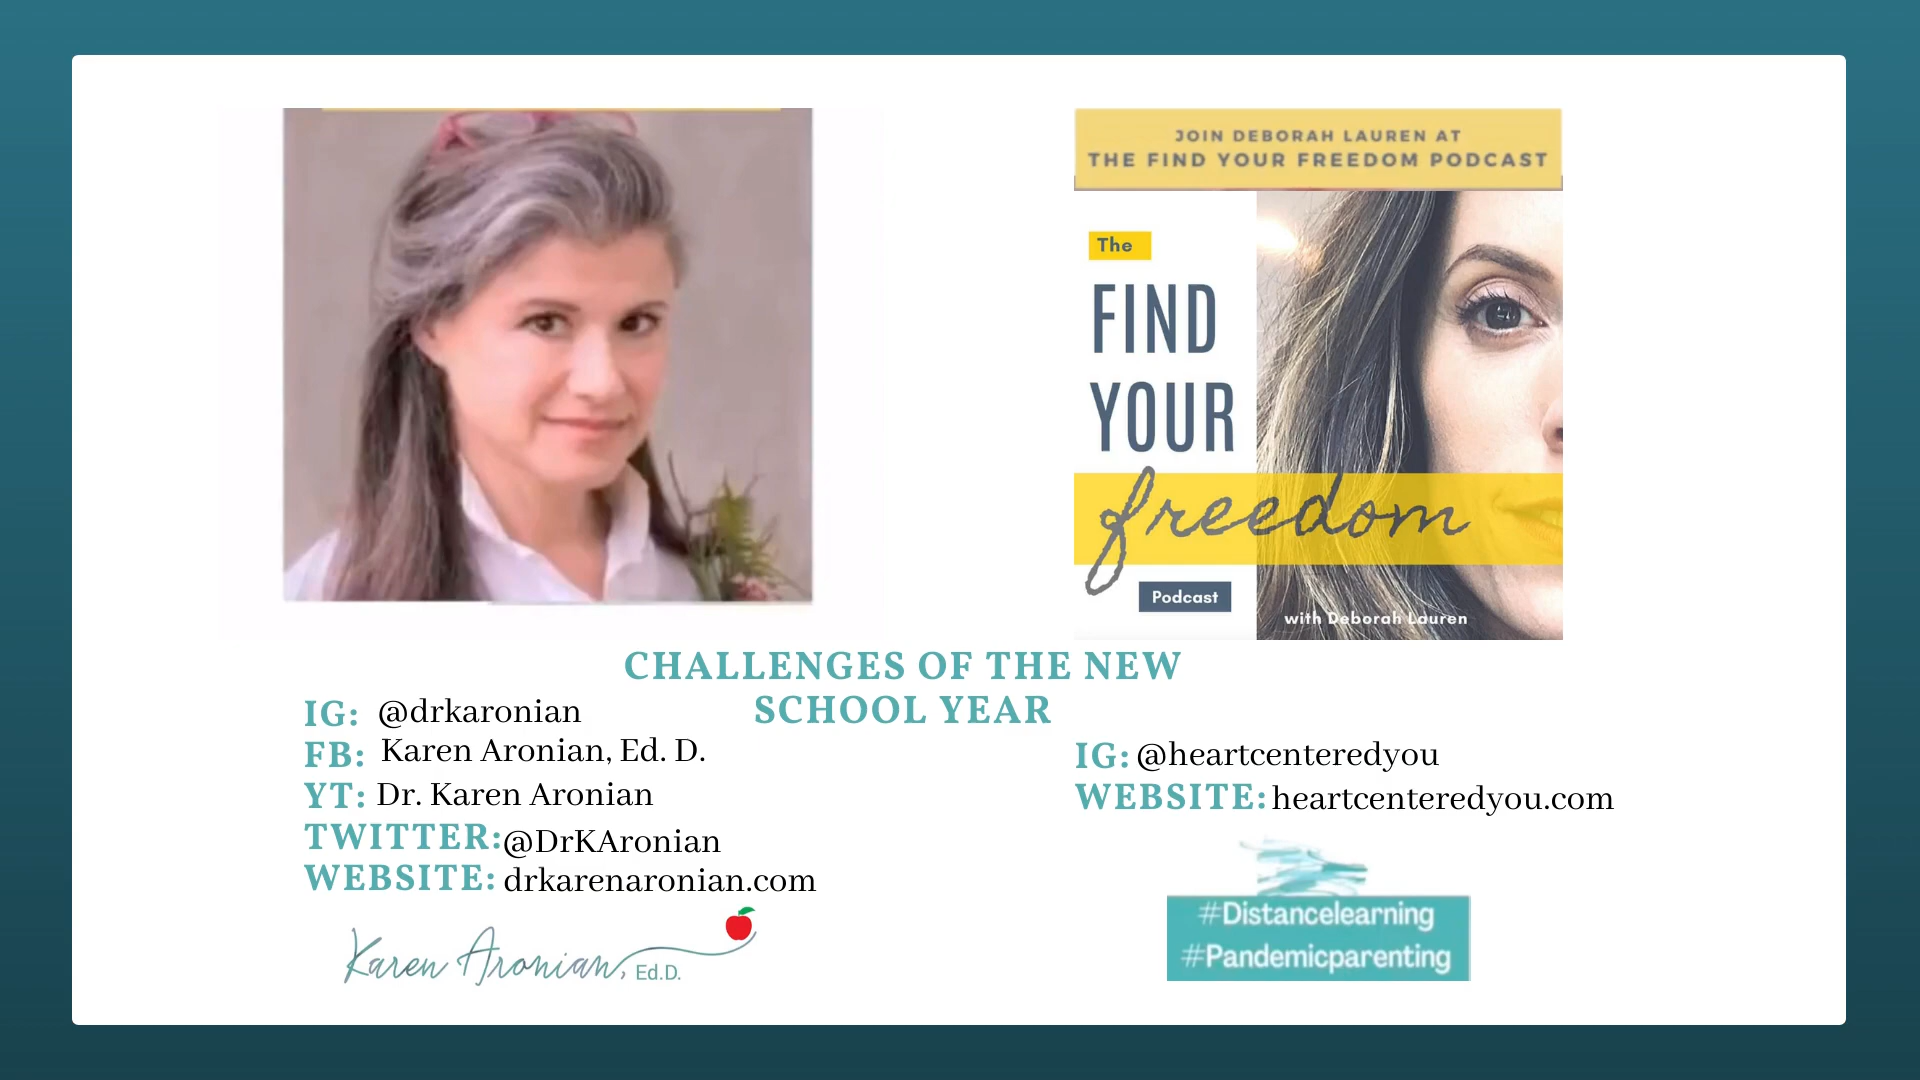 JOIN DEBORAH LAUREN AT
THE FIND YOUR FREEDOM PODCAST
The
FIND
YOUR
freedom
Podcast
with Deborah Lauren
CHALLENGES OF THE NEW
SCHOOL YEAR
IG: @drkaronian
FB: Karen Aronian, Ed. D.
YT: Dr. Karen Aronian
TWITTER:@DrKAronian
WEBSITE: drkarenaronian.com
Karen Aronian, Ed.D.
IG: @heartcenteredyou
WEBSITE: heartcenteredyou.com
#Distancelearning
#Pandemicparenting